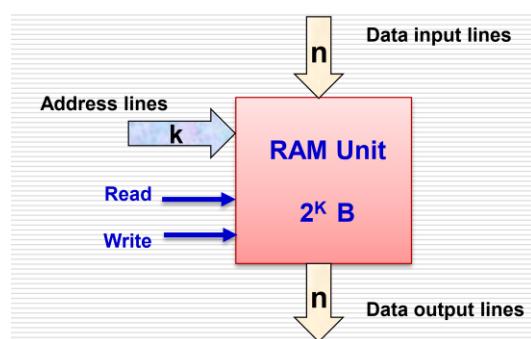 n
Data input lines
Address lines
k
RAM Unit
2ᴷ B
Read
Write
n
Data output lines